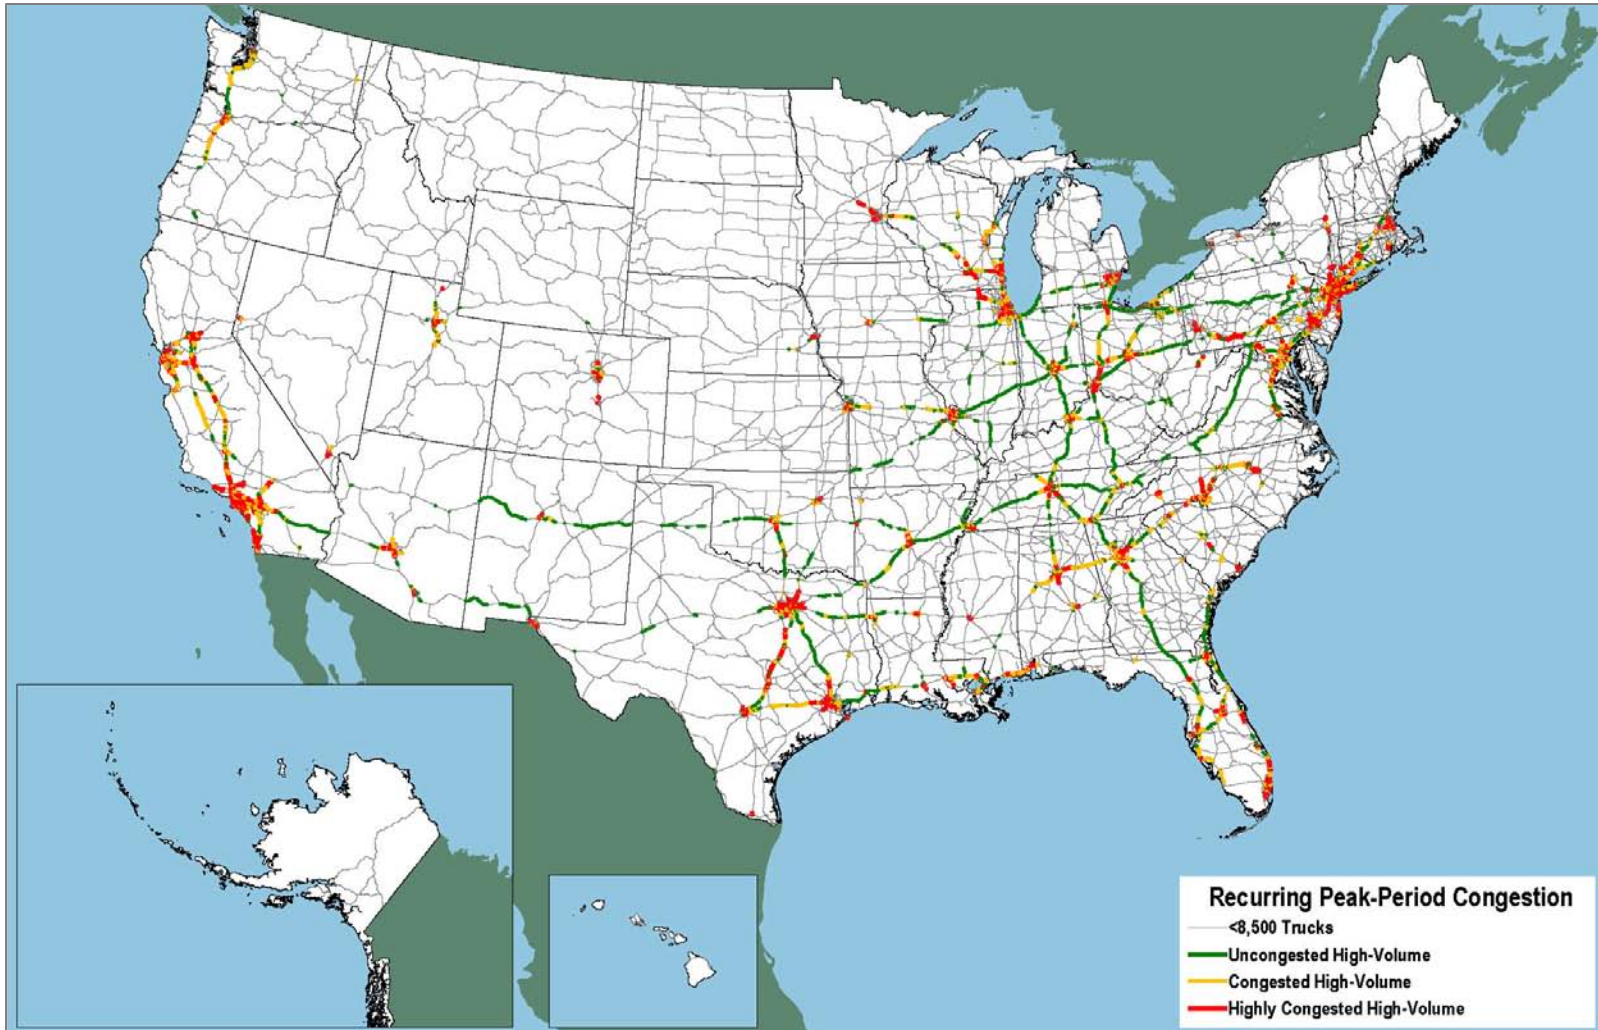 Recurring Peak-Period Congestion
<8,500 Trucks
Uncongested High-Volume
Congested High-Volume
Highly Congested High-Volume